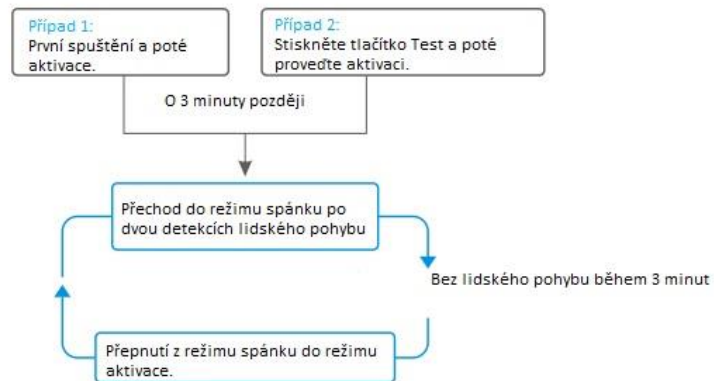 Případ 1:
První spuštění a poté
aktivace.
Případ 2:
Stiskněte tlačítko Test a poté
proveďte aktivaci.
O 3 minuty později
Přechod do režimu spánku po
dvou detekcích lidského pohybu
Bez lidského pohybu během 3 minut
Přepnutí z režimu spánku do režimu
aktivace.